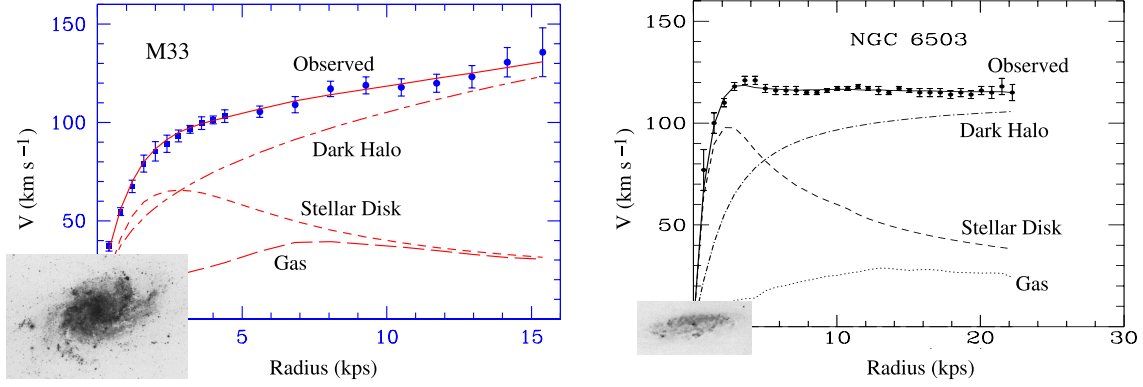 150
M33
Observed
100
Dark Halo
V (km s⁻¹)
Stellar Disk
50
Gas
5
10
15
Radius (kps)
150
NGC 6503
Observed
100
Dark Halo
V (km s⁻¹)
50
Stellar Disk
Gas
0
10
20
30
Radius (kps)